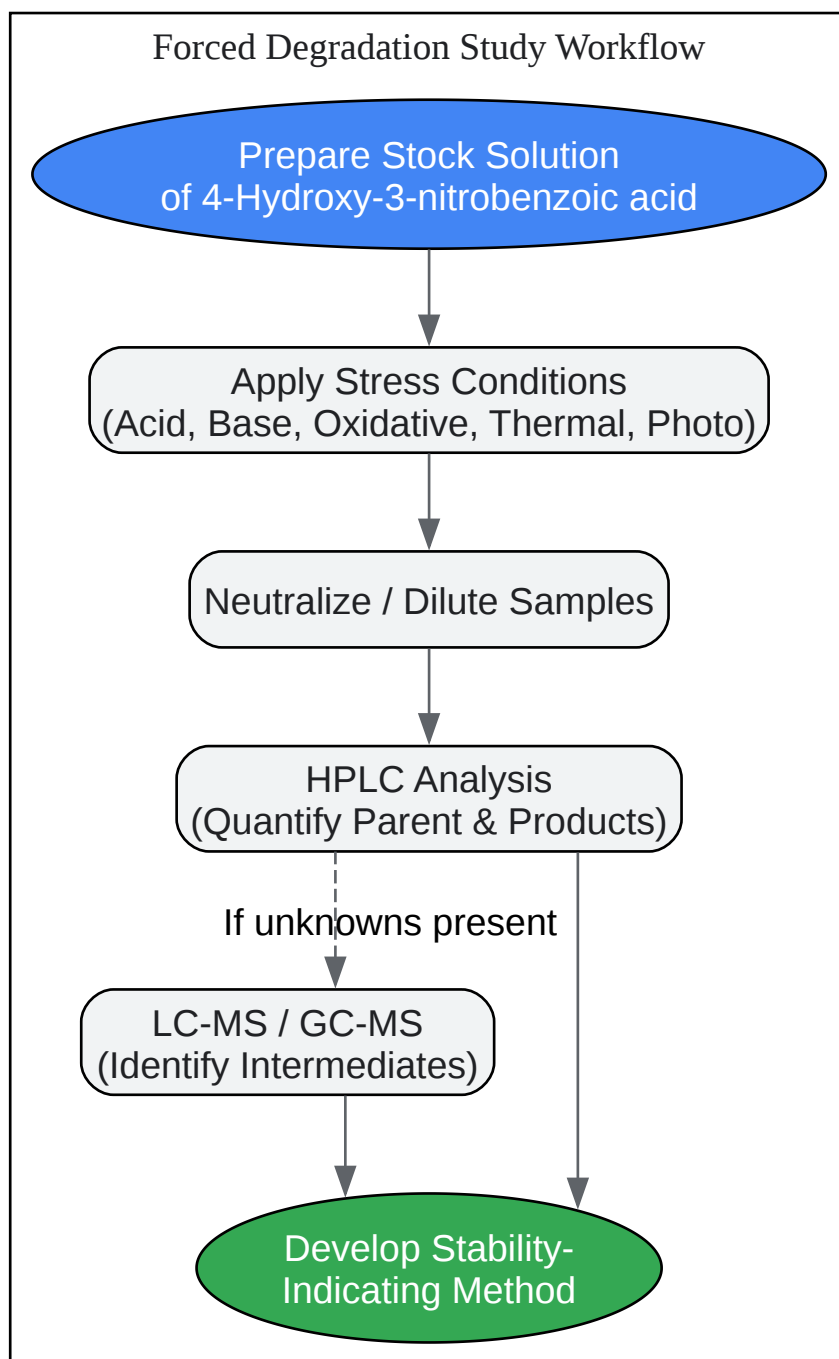 Forced Degradation Study Workflow
Prepare Stock Solution
of 4-Hydroxy-3-nitrobenzoic acid
Apply Stress Conditions
(Acid, Base, Oxidative, Thermal, Photo)
Neutralize / Dilute Samples
HPLC Analysis
(Quantify Parent & Products)
If unknowns present
LC-MS / GC-MS
(Identify Intermediates)
Develop Stability-
Indicating Method